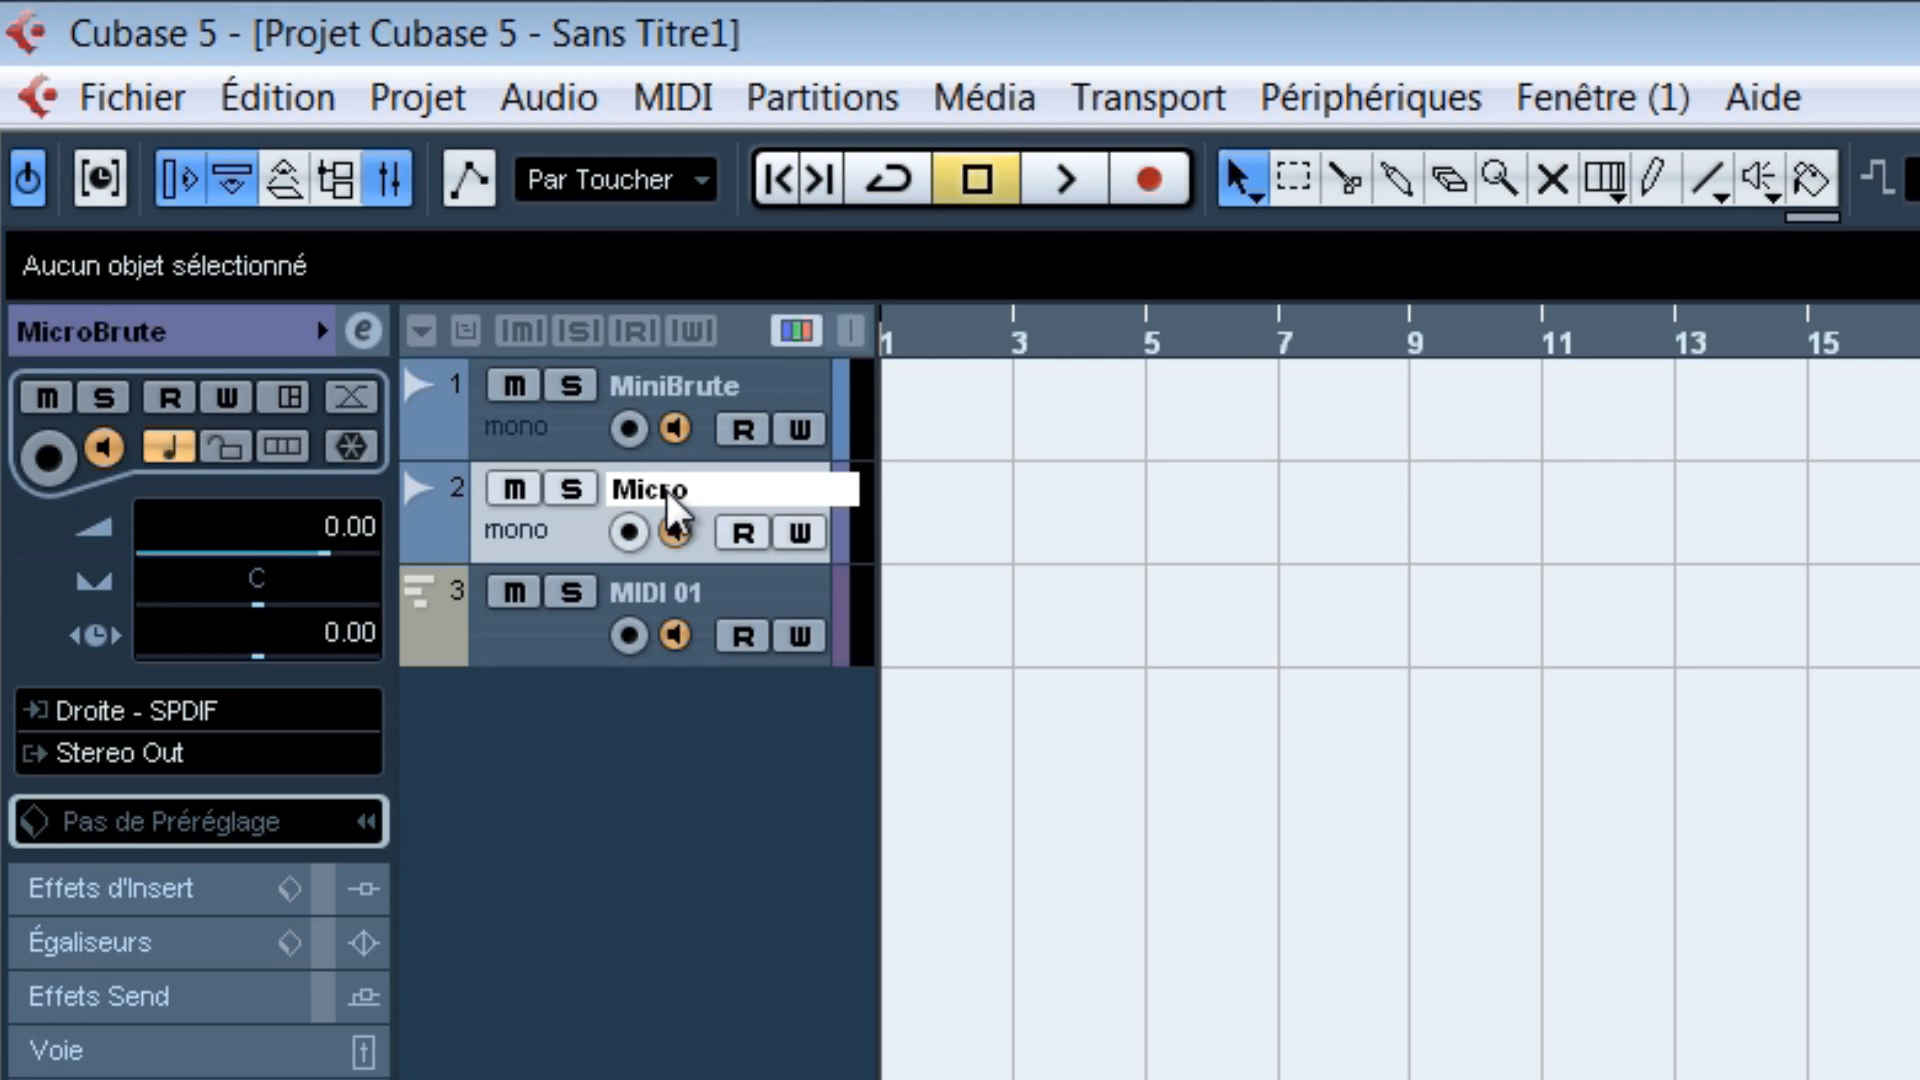 Cubase 5 - [Projet Cubase 5 - Sans Titre1]
Fichier Édition Projet Audio MIDI Partitions Média Transport Périphériques Fenêtre (1) Aide
Par Toucher
Aucun objet sélectionné
MicroBrute e
m S R W
0.00
C
0.00
Droite - SPDIF
Stereo Out
Pas de Préréglage
Effets d'Insert
Égaliseurs
Effets Send
Voie
|m| |S| |R| |W|
1 m S MiniBrute
mono R W
2 m S Micro
mono R W
3 m S MIDI 01
R W
1 3 5 7 9 11 13 15